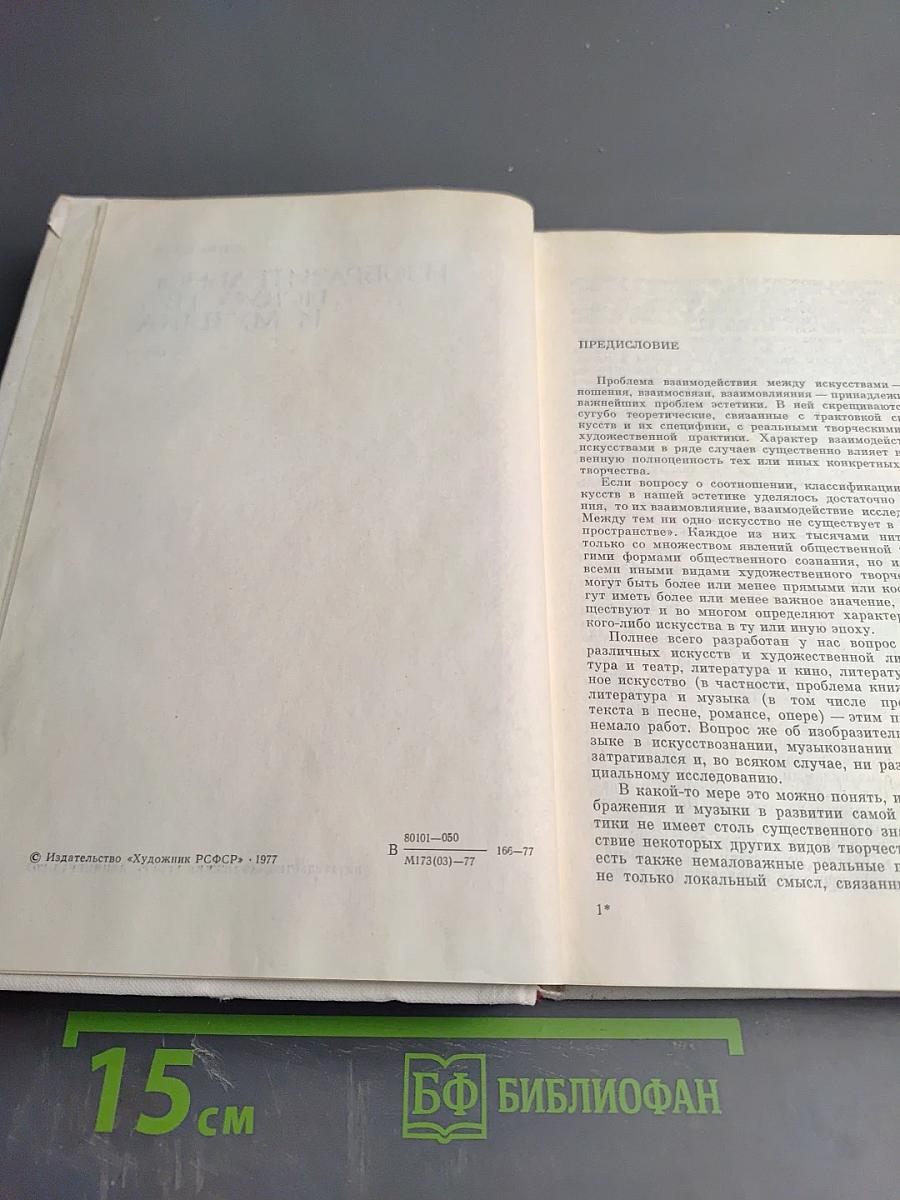 © Издательство «Художник РСФСР» · 1977
В 80101—050
М173(03)—77
166—77
ПРЕДИСЛОВИЕ
Проблема взаимодействия между искусствами —
ношения, взаимосвязи, взаимовлияния — принадлежи
важнейших проблем эстетики. В ней скрещиваютс
сугубо теоретические, связанные с трактовкой си
кусств и их специфики, с реальными творческими
художественной практики. Характер взаимодейст
искусствами в ряде случаев существенно влияет н
венную полноценность тех или иных конкретных
творчества.
Если вопросу о соотношении, классификации
кусств в нашей эстетике уделялось достаточно
ния, то их взаимовлияние, взаимодействие исслед
Между тем ни одно искусство не существует в
пространстве». Каждое из них тысячами нит
только со множеством явлений общественной
гими формами общественного сознания, но и
всеми иными видами художественного творче
могут быть более или менее прямыми или кос
гут иметь более или менее важное значение,
ществуют и во многом определяют характер
кого-либо искусства в ту или иную эпоху.
Полнее всего разработан у нас вопрос
различных искусств и художественной ли
тура и театр, литература и кино, литерату
ное искусство (в частности, проблема книж
литература и музыка (в том числе пр
текста в песне, романсе, опере) — этим п
немало работ. Вопрос же об изобразитель
зыке в искусствознании, музыкознании
затрагивался и, во всяком случае, ни раз
циальному исследованию.
В какой-то мере это можно понять, и
бражения и музыки в развитии самой
тики не имеет столь существенного зна
ствие некоторых других видов творчест
есть также немаловажные реальные п
не только локальный смысл, связанн
1*
15 см
БФ БИБЛИОФАН